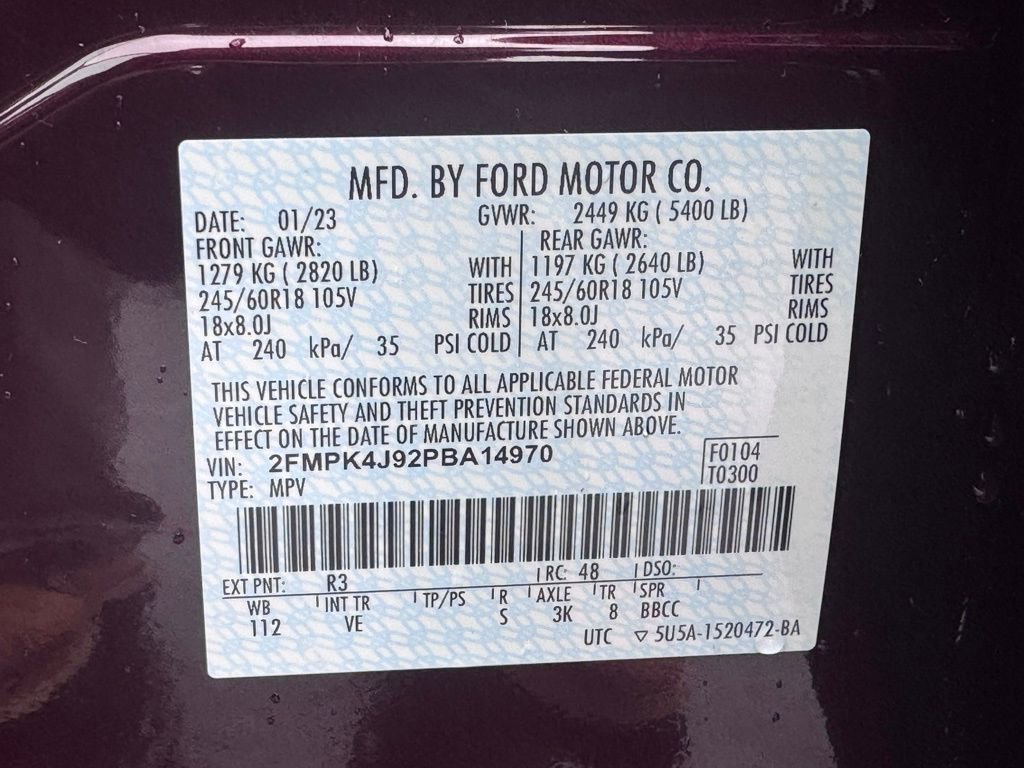 MFD. BY FORD MOTOR CO.
DATE: 01/23 GVWR: 2449 KG ( 5400 LB)
FRONT GAWR: REAR GAWR:
1279 KG ( 2820 LB) WITH 1197 KG ( 2640 LB) WITH
245/60R18 105V TIRES 245/60R18 105V TIRES
18x8.0J RIMS 18x8.0J RIMS
AT 240 kPa/ 35 PSI COLD AT 240 kPa/ 35 PSI COLD
THIS VEHICLE CONFORMS TO ALL APPLICABLE FEDERAL MOTOR
VEHICLE SAFETY AND THEFT PREVENTION STANDARDS IN
EFFECT ON THE DATE OF MANUFACTURE SHOWN ABOVE.
VIN: 2FMPK4J92PBA14970 F0104
TYPE: MPV T0300
EXT PNT: R3 RC: 48 DSO:
WB INT TR TP/PS R AXLE TR SPR
112 VE S 3K 8 BBCC
UTC ▽ 5U5A-1520472-BA